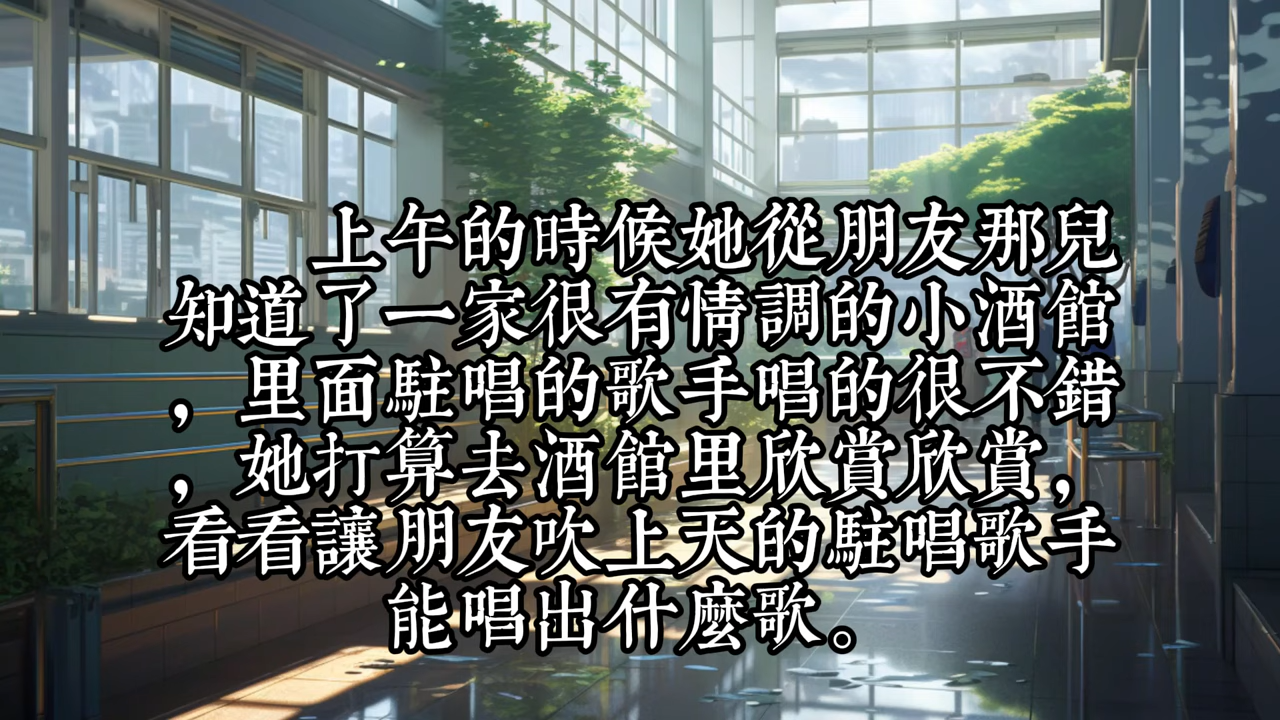 上午的時候她從朋友那兒
知道了一家很有情調的小酒館
，里面駐唱的歌手唱的很不錯
，她打算去酒館里欣賞欣賞，
看看讓朋友吹上天的駐唱歌手
能唱出什麼歌。